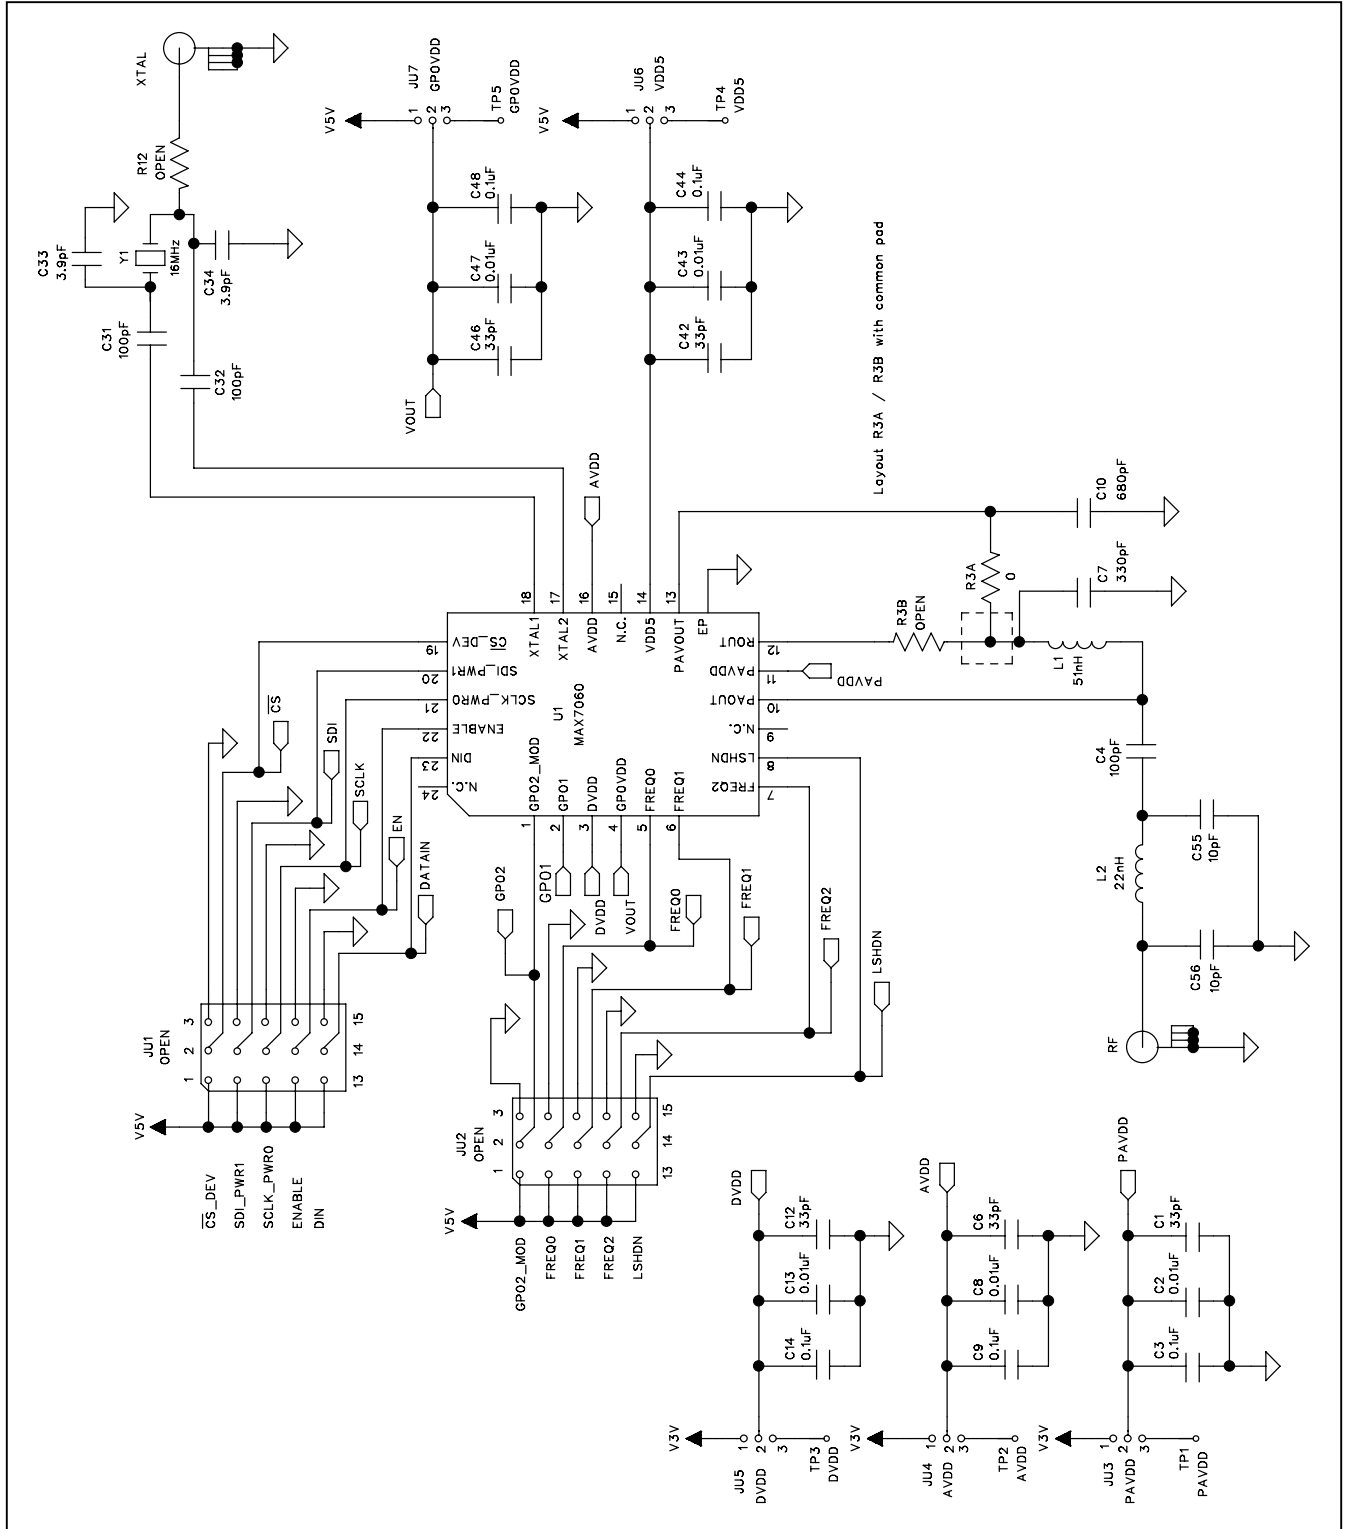 XTAL
R12
OPEN
C33
3.9pF
Y1
16MHz
C34
3.9pF
C31
100pF
C32
100pF
V5V
JU7
GPOVDD
1
2
3
TP5
GPOVDD
C48
0.1uF
C47
0.01uF
C46
33pF
VOUT
V5V
JU6
VDD5
1
2
3
TP4
VDD5
C44
0.1uF
C43
0.01uF
C42
33pF
Layout R3A / R3B with common pad
AVDD
18
17
16
15
14
13
XTAL1
XTAL2
AVDD
N.C.
VDD5
PAVOUT
EP
19
20
21
22
23
24
CS_DEV
SDI_PWR1
SCLK_PWR0
ENABLE
DIN
N.C.
U1
MAX7060
ROUT
PAVDD
PAOUT
N.C.
LSHDN
FREQ2
12
11
10
9
8
7
GPO2_MOD
GPO1
DVDD
GPOVDD
FREQ0
FREQ1
1
2
3
4
5
6
CS
SDI
SCLK
EN
DATAIN
GPO2
GPO1
DVDD
VOUT
FREQ0
FREQ1
FREQ2
LSHDN
R3B
OPEN
R3A
0
C10
680pF
C7
330pF
L1
51nH
PAVDD
C4
100pF
L2
22nH
C55
10pF
C56
10pF
RF
JU1
OPEN
1
2
3
13
14
15
V5V
CS_DEV
SDI_PWR1
SCLK_PWR0
ENABLE
DIN
JU2
OPEN
1
2
3
13
14
15
V5V
GPO2_MOD
FREQ0
FREQ1
FREQ2
LSHDN
DVDD
C12
33pF
C13
0.01uF
C14
0.1uF
V3V
JU5
DVDD
1
2
3
TP3
DVDD
AVDD
C6
33pF
C8
0.01uF
C9
0.1uF
V3V
JU4
AVDD
1
2
3
TP2
AVDD
PAVDD
C1
33pF
C2
0.01uF
C3
0.1uF
V3V
JU3
PAVDD
1
2
3
TP1
PAVDD